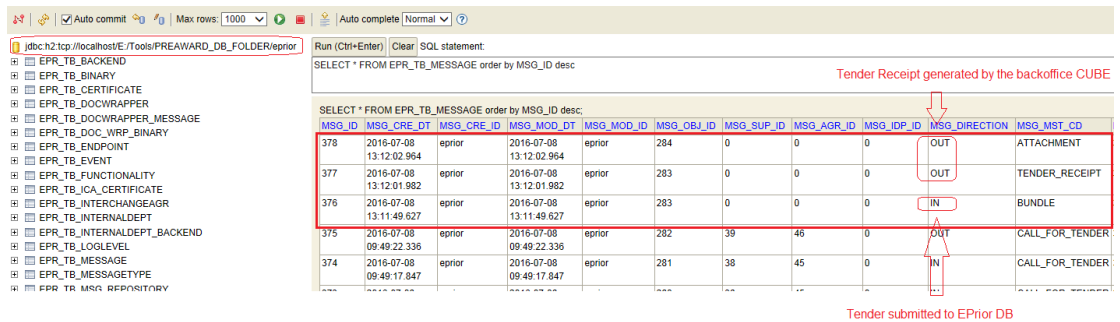 Auto commit Max rows: 1000 Auto complete Normal
jdbc:h2:tcp://localhost/E:/Tools/PREAWARD_DB_FOLDER/eprior
EPR_TB_BACKEND
EPR_TB_BINARY
EPR_TB_CERTIFICATE
EPR_TB_DOCWRAPPER
EPR_TB_DOCWRAPPER_MESSAGE
EPR_TB_DOC_WRP_BINARY
EPR_TB_ENDPOINT
EPR_TB_EVENT
EPR_TB_FUNCTIONALITY
EPR_TB_ICA_CERTIFICATE
EPR_TB_INTERCHANGEAGR
EPR_TB_INTERNALDEPT
EPR_TB_INTERNALDEPT_BACKEND
EPR_TB_LOGLEVEL
EPR_TB_MESSAGE
EPR_TB_MESSAGETYPE
EPR_TB_MSG_REPOSITORY
Run (Ctrl+Enter) Clear SQL statement:
SELECT * FROM EPR_TB_MESSAGE order by MSG_ID desc
Tender Receipt generated by the backoffice CUBE
SELECT * FROM EPR_TB_MESSAGE order by MSG_ID desc;
MSG_ID MSG_CRE_DT MSG_CRE_ID MSG_MOD_DT MSG_MOD_ID MSG_OBJ_ID MSG_SUP_ID MSG_AGR_ID MSG_IDP_ID MSG_DIRECTION MSG_MST_CD
378 2016-07-08 eprior 2016-07-08 eprior 284 0 0 0 OUT ATTACHMENT
13:12:02.964 13:12:02.964
377 2016-07-08 eprior 2016-07-08 eprior 283 0 0 0 OUT TENDER_RECEIPT
13:12:01.982 13:12:01.982
376 2016-07-08 eprior 2016-07-08 eprior 283 0 0 0 IN BUNDLE
13:11:49.627 13:11:49.627
375 2016-07-08 eprior 2016-07-08 eprior 282 39 46 0 OUT CALL_FOR_TENDER
09:49:22.336 09:49:22.336
374 2016-07-08 eprior 2016-07-08 eprior 281 38 45 0 IN CALL_FOR_TENDER
09:49:17.847 09:49:17.847
Tender submitted to EPrior DB